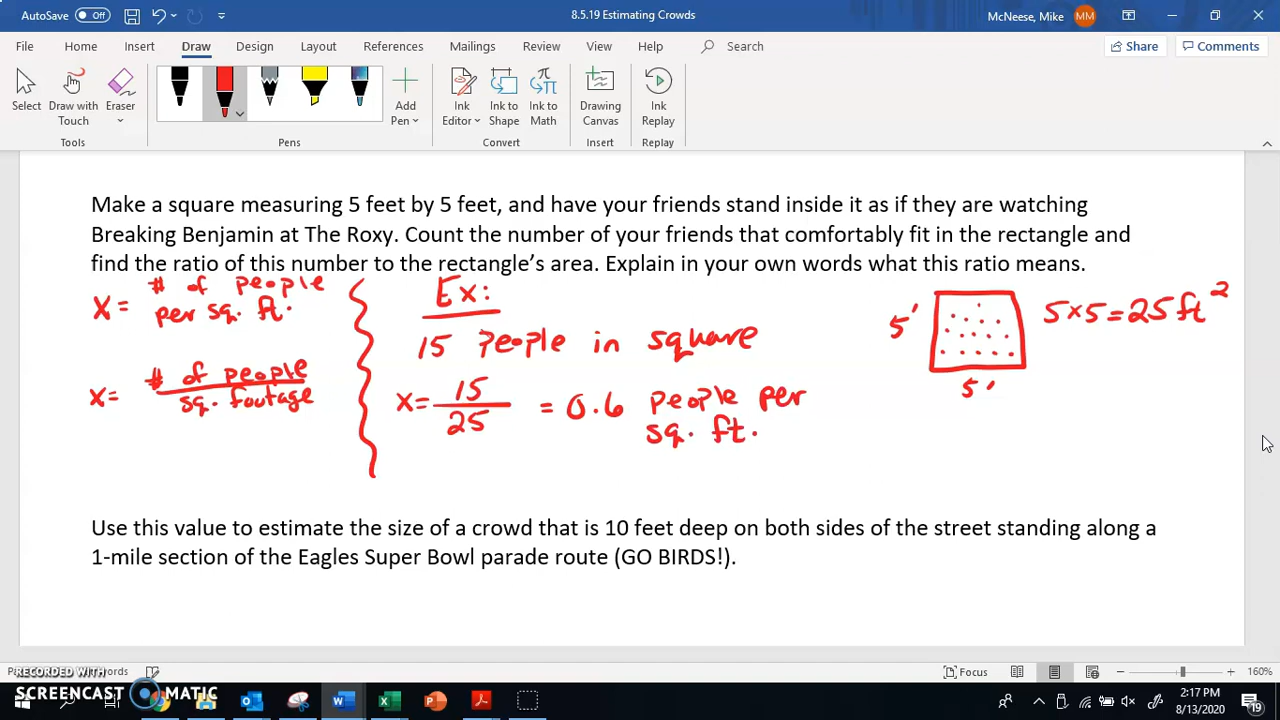 AutoSave Off
8.5.19 Estimating Crowds
McNeese, Mike MM
File Home Insert Draw Design Layout References Mailings Review View Help Search Share Comments
Select Draw with Touch Eraser Add Pen Ink Editor Ink to Shape Ink to Math Drawing Canvas Ink Replay
Tools Pens Convert Insert Replay
Make a square measuring 5 feet by 5 feet, and have your friends stand inside it as if they are watching
Breaking Benjamin at The Roxy. Count the number of your friends that comfortably fit in the rectangle and
find the ratio of this number to the rectangle's area. Explain in your own words what this ratio means.
X = # of people
per sq. ft.
x = # of people
sq. footage
Ex:
15 people in square
x = 15
25
= 0.6 people per
sq. ft.
5'
5'
5×5=25ft²
Use this value to estimate the size of a crowd that is 10 feet deep on both sides of the street standing along a
1-mile section of the Eagles Super Bowl parade route (GO BIRDS!).
words
Focus
160%
RECORDED WITH
SCREENCAST MATIC
2:17 PM
8/13/2020
19